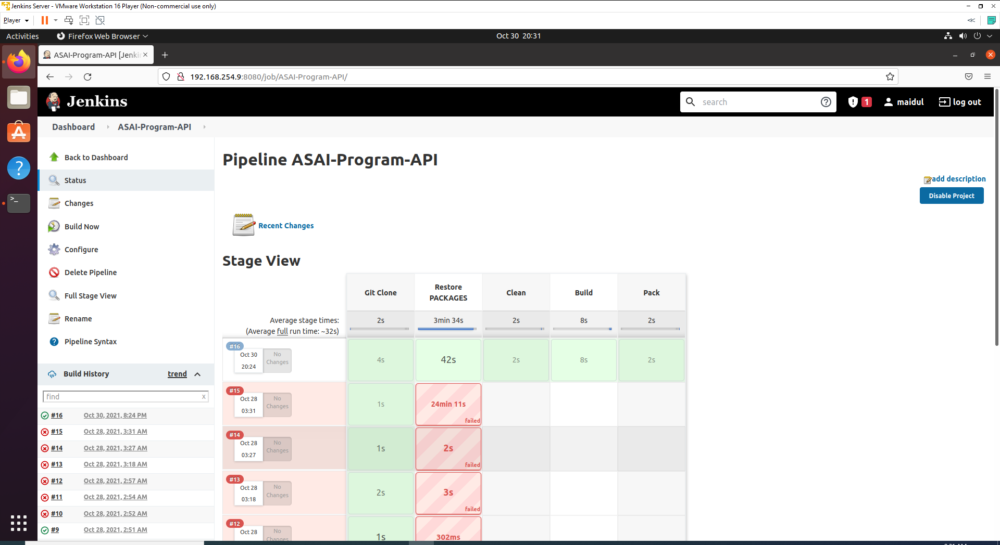 Jenkins Server - VMware Workstation 16 Player (Non-commercial use only)
Player
Activities
Firefox Web Browser
Oct 30 20:31
ASAI-Program-API [Jenki
192.168.254.9:8080/job/ASAI-Program-API/
Jenkins
search
1
maidul
log out
Dashboard
ASAI-Program-API
Back to Dashboard
Status
Changes
Build Now
Configure
Delete Pipeline
Full Stage View
Rename
Pipeline Syntax
Build History
trend
find
x
#16 Oct 30, 2021, 8:24 PM
#15 Oct 28, 2021, 3:31 AM
#14 Oct 28, 2021, 3:27 AM
#13 Oct 28, 2021, 3:18 AM
#12 Oct 28, 2021, 2:57 AM
#11 Oct 28, 2021, 2:54 AM
#10 Oct 28, 2021, 2:52 AM
#9 Oct 28, 2021, 2:51 AM
Pipeline ASAI-Program-API
add description
Disable Project
Recent Changes
Stage View
Git Clone
Restore
PACKAGES
Clean
Build
Pack
Average stage times:
(Average full run time: ~32s)
2s
3min 34s
2s
8s
2s
#16
Oct 30
20:24
No
Changes
4s
42s
2s
8s
2s
#15
Oct 28
03:31
No
Changes
1s
24min 11s
failed
#14
Oct 28
03:27
No
Changes
1s
2s
failed
#13
Oct 28
03:18
No
Changes
2s
3s
failed
#12
Oct 28
No
Changes
1s
302ms